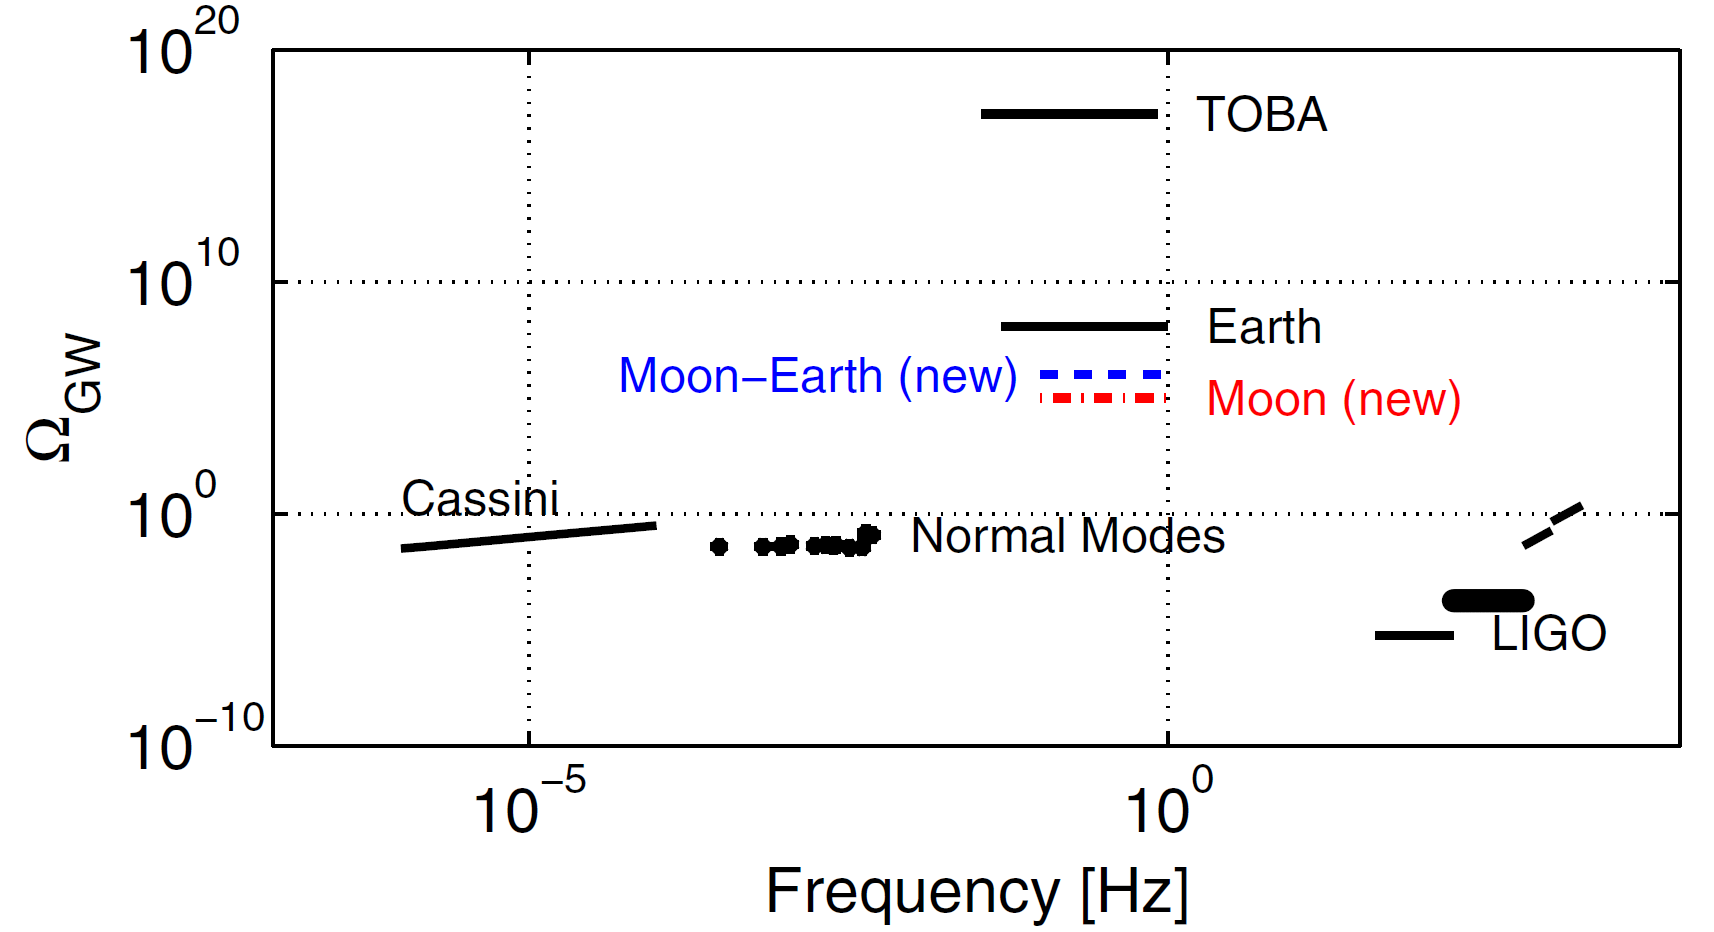 10^20
TOBA
10^10
Earth
Moon−Earth (new)
Moon (new)
Ω_GW
Cassini
10^0
Normal Modes
LIGO
10^−10
10^−5
10^0
Frequency [Hz]